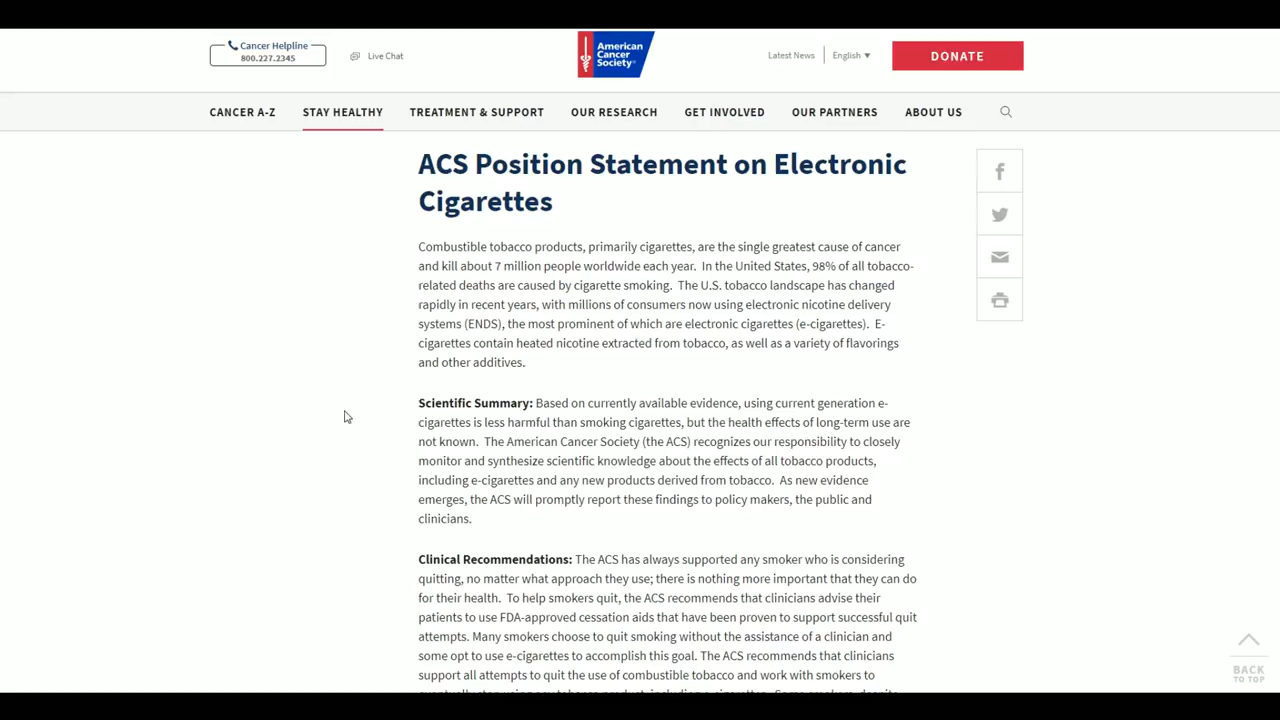 Cancer Helpline
800.227.2345
Live Chat
American
Cancer
Society®
Latest News
English
DONATE
CANCER A-Z
STAY HEALTHY
TREATMENT & SUPPORT
OUR RESEARCH
GET INVOLVED
OUR PARTNERS
ABOUT US
ACS Position Statement on Electronic
Cigarettes
Combustible tobacco products, primarily cigarettes, are the single greatest cause of cancer
and kill about 7 million people worldwide each year. In the United States, 98% of all tobacco-
related deaths are caused by cigarette smoking. The U.S. tobacco landscape has changed
rapidly in recent years, with millions of consumers now using electronic nicotine delivery
systems (ENDS), the most prominent of which are electronic cigarettes (e-cigarettes). E-
cigarettes contain heated nicotine extracted from tobacco, as well as a variety of flavorings
and other additives.
Scientific Summary: Based on currently available evidence, using current generation e-
cigarettes is less harmful than smoking cigarettes, but the health effects of long-term use are
not known. The American Cancer Society (the ACS) recognizes our responsibility to closely
monitor and synthesize scientific knowledge about the effects of all tobacco products,
including e-cigarettes and any new products derived from tobacco. As new evidence
emerges, the ACS will promptly report these findings to policy makers, the public and
clinicians.
Clinical Recommendations: The ACS has always supported any smoker who is considering
quitting, no matter what approach they use; there is nothing more important that they can do
for their health. To help smokers quit, the ACS recommends that clinicians advise their
patients to use FDA-approved cessation aids that have been proven to support successful quit
attempts. Many smokers choose to quit smoking without the assistance of a clinician and
some opt to use e-cigarettes to accomplish this goal. The ACS recommends that clinicians
support all attempts to quit the use of combustible tobacco and work with smokers to
BACK
TO TOP